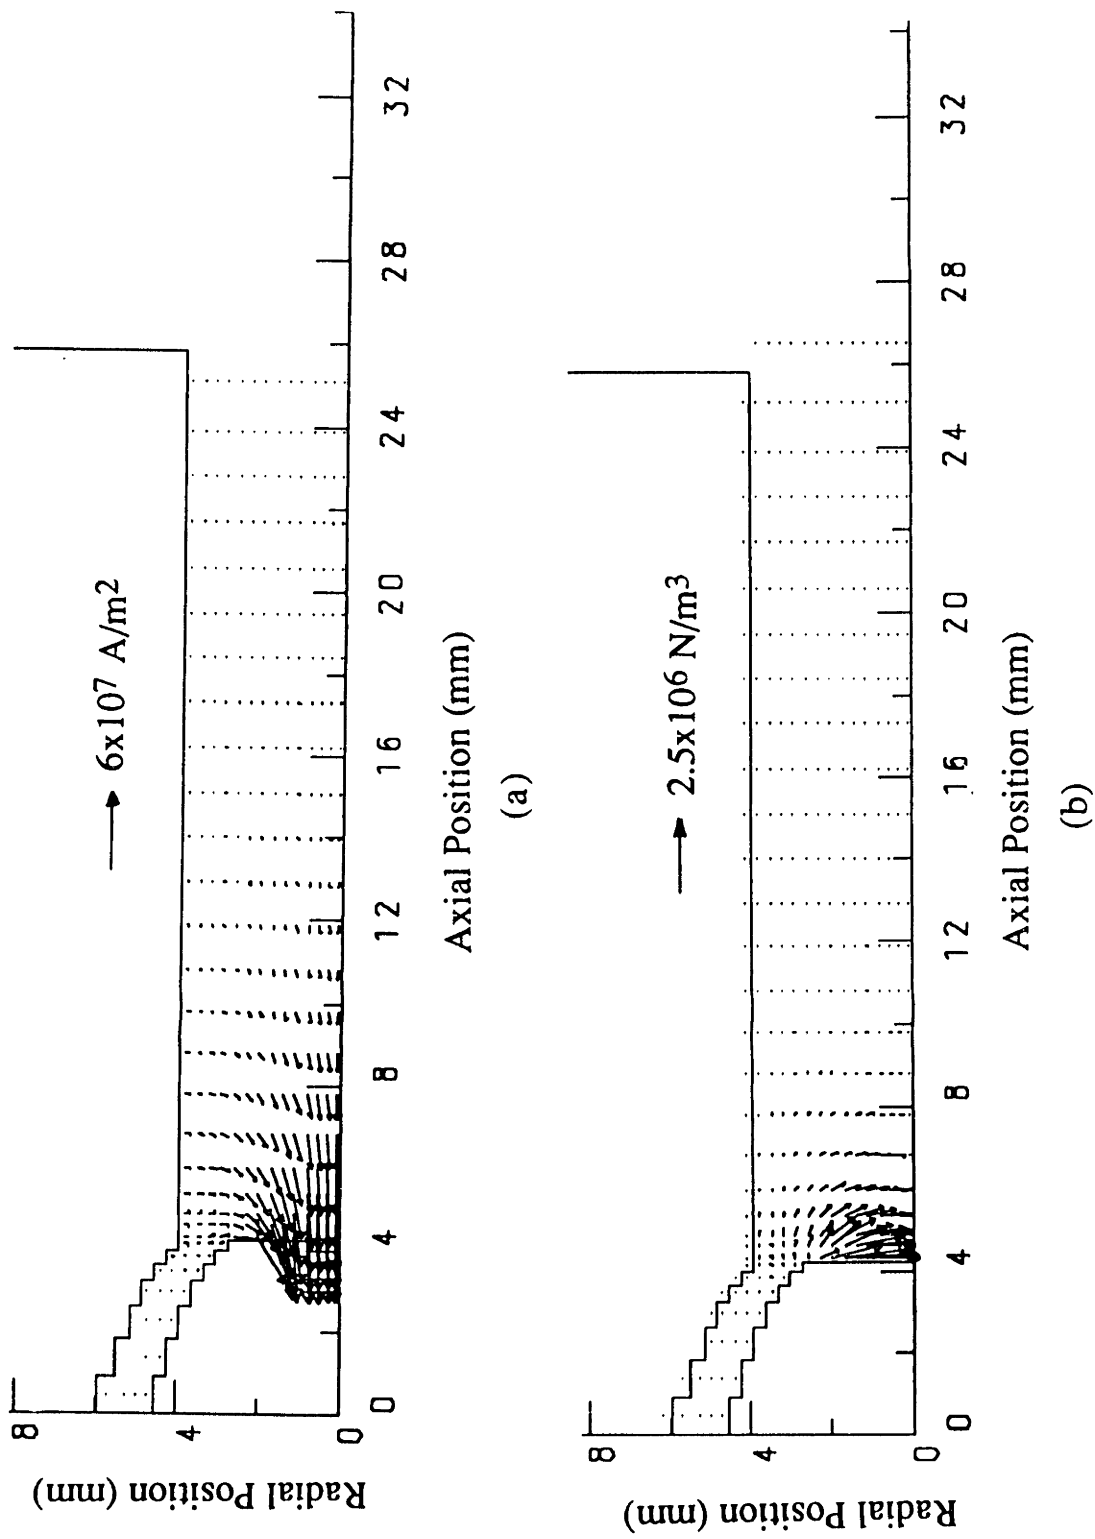 8
4
0
Radial Position (mm)
6x10⁷ A/m²
0 4 8 12 16 20 24 28 32
Axial Position (mm)
(a)
8
4
0
Radial Position (mm)
2.5x10⁶ N/m³
0 4 8 12 16 20 24 28 32
Axial Position (mm)
(b)